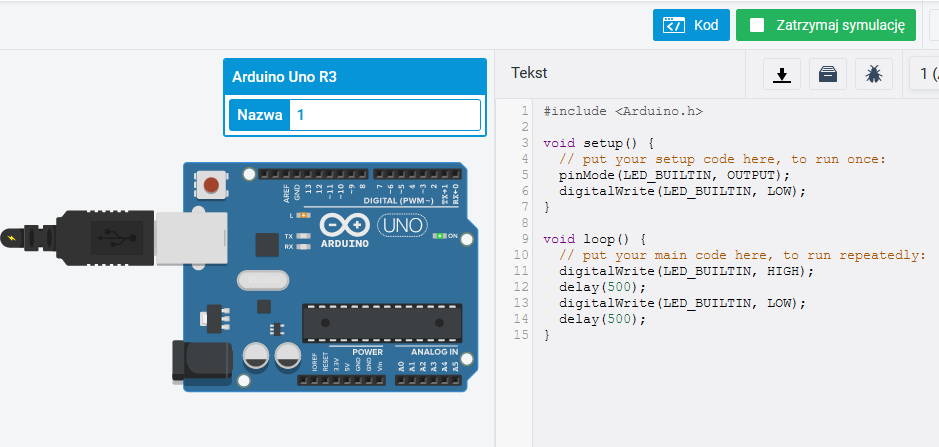 Kod
Zatrzymaj symulację
Arduino Uno R3
Nazwa 1
Tekst
1 (A
1 #include <Arduino.h>
2
3 void setup() {
4 // put your setup code here, to run once:
5 pinMode(LED_BUILTIN, OUTPUT);
6 digitalWrite(LED_BUILTIN, LOW);
7 }
8
9 void loop() {
10 // put your main code here, to run repeatedly:
11 digitalWrite(LED_BUILTIN, HIGH);
12 delay(500);
13 digitalWrite(LED_BUILTIN, LOW);
14 delay(500);
15 }
AREF
GND
13
12
~11
~10
~9
8
7
~6
~5
4
~3
2
TX→1
RX←0
DIGITAL (PWM~)
L
TX
RX
ARDUINO
UNO
ON
POWER
ANALOG IN
IOREF
RESET
3.3V
5V
GND
GND
Vin
A0
A1
A2
A3
A4
A5